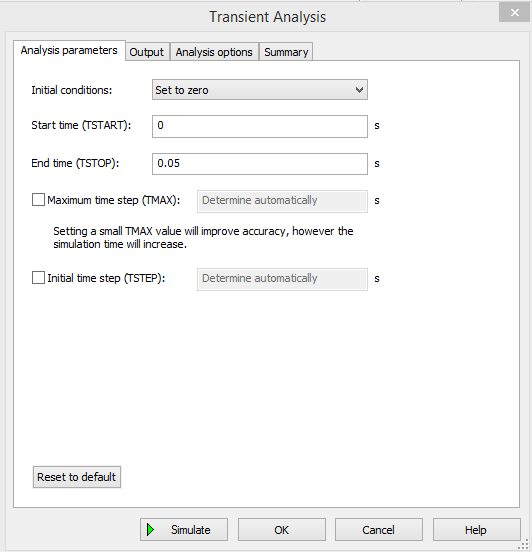 Transient Analysis
Analysis parameters Output Analysis options Summary
Initial conditions: Set to zero
Start time (TSTART): 0 s
End time (TSTOP): 0.05 s
Maximum time step (TMAX): Determine automatically s
Setting a small TMAX value will improve accuracy, however the
simulation time will increase.
Initial time step (TSTEP): Determine automatically s
Reset to default
Simulate OK Cancel Help